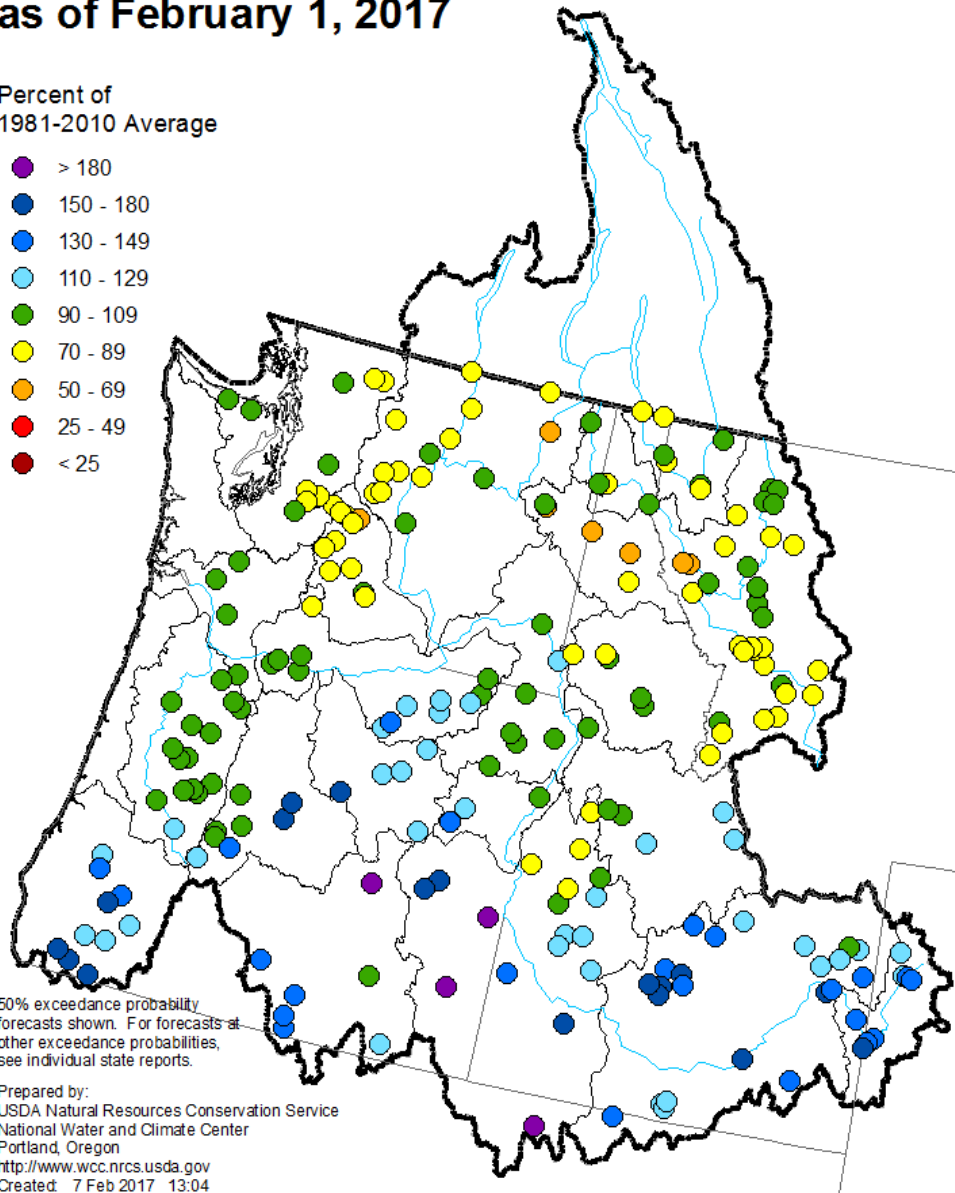 as of February 1, 2017
Percent of
1981-2010 Average
> 180
150 - 180
130 - 149
110 - 129
90 - 109
70 - 89
50 - 69
25 - 49
< 25
50% exceedance probability
forecasts shown. For forecasts at
other exceedance probabilities,
see individual state reports.
Prepared by:
USDA Natural Resources Conservation Service
National Water and Climate Center
Portland, Oregon
http://www.wcc.nrcs.usda.gov
Created: 7 Feb 2017 13:04